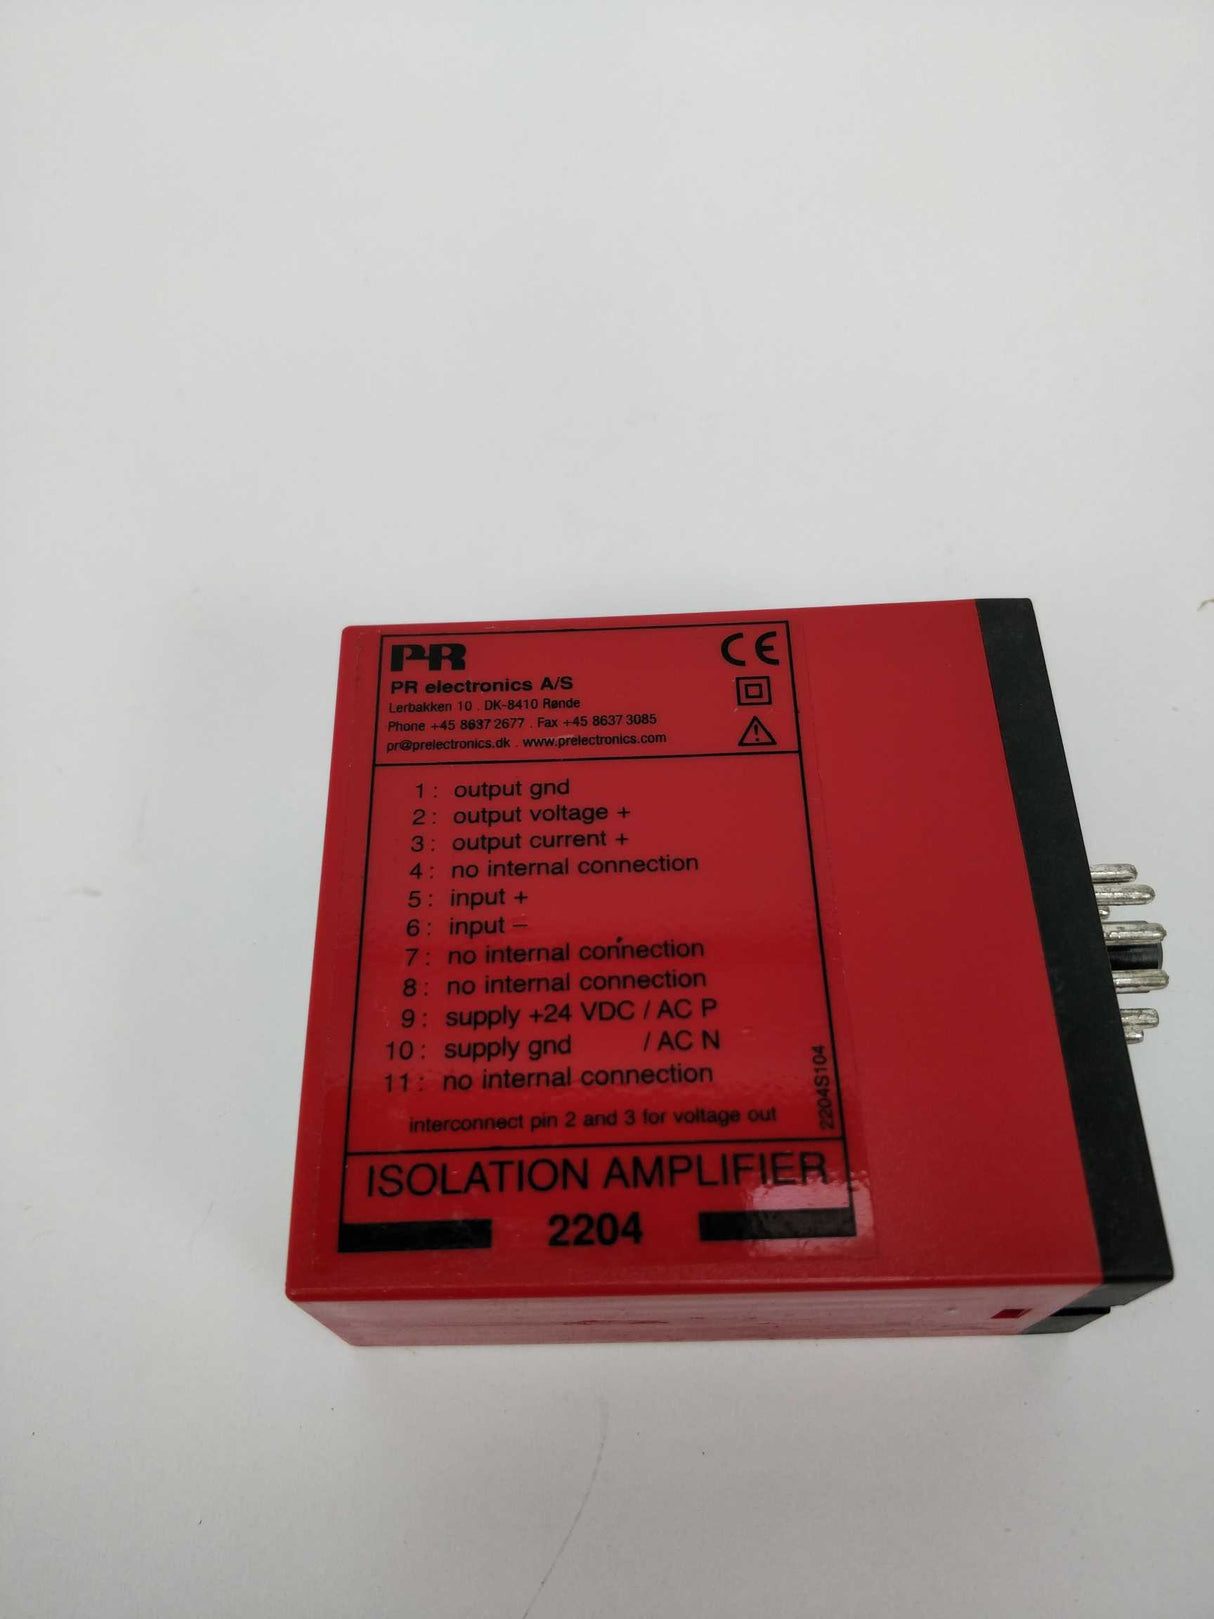 PR
CE
PR electronics A/S
Lerbakken 10 . DK-8410 Rønde
Phone +45 8637 2677 . Fax +45 8637 3085
pr@prelectronics.dk . www.prelectronics.com
1 : output gnd
2 : output voltage +
3 : output current +
4 : no internal connection
5 : input +
6 : input –
7 : no internal connection
8 : no internal connection
9 : supply +24 VDC / AC P
10 : supply gnd / AC N
11 : no internal connection
interconnect pin 2 and 3 for voltage out
2204S104
ISOLATION AMPLIFIER
2204